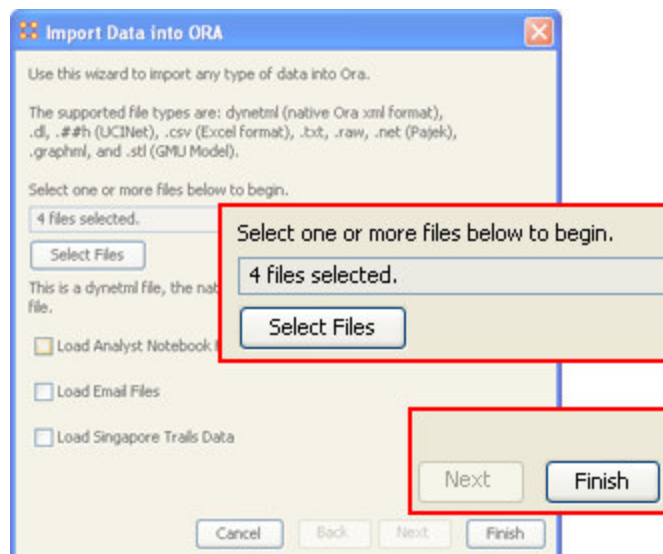 Import Data into ORA
Use this wizard to import any type of data into Ora.
The supported file types are: dynetml (native Ora xml format),
.dl, .##h (UCINet), .csv (Excel format), .txt, .raw, .net (Pajek),
.graphml, and .stl (GMU Model).
Select one or more files below to begin.
4 files selected.
Select Files
This is a dynetml file, the nat
file.
Load Analyst Notebook
Load Email Files
Load Singapore Trails Data
Cancel
Back
Next
Finish
Select one or more files below to begin.
4 files selected.
Select Files
Next
Finish